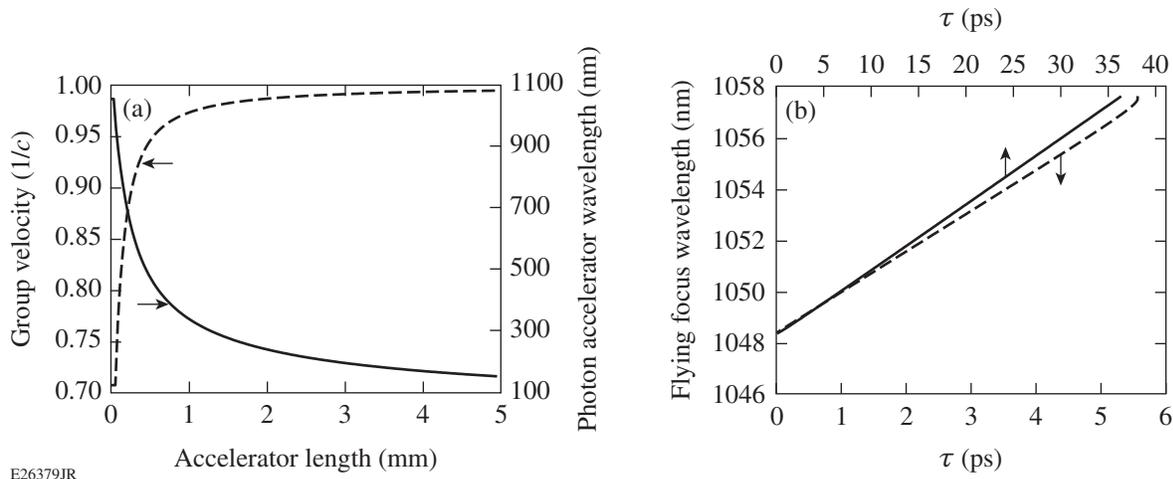 τ (ps)
0 5 10 15 20 25 30 35 40
(a)
Group velocity (1/c)
1.00
0.95
0.90
0.85
0.80
0.75
0.70
1100
900
700
500
300
100
Photon accelerator wavelength (nm)
0 1 2 3 4 5
Accelerator length (mm)
(b)
Flying focus wavelength (nm)
1058
1056
1054
1052
1050
1048
1046
0 1 2 3 4 5 6
τ (ps)
E26379JR